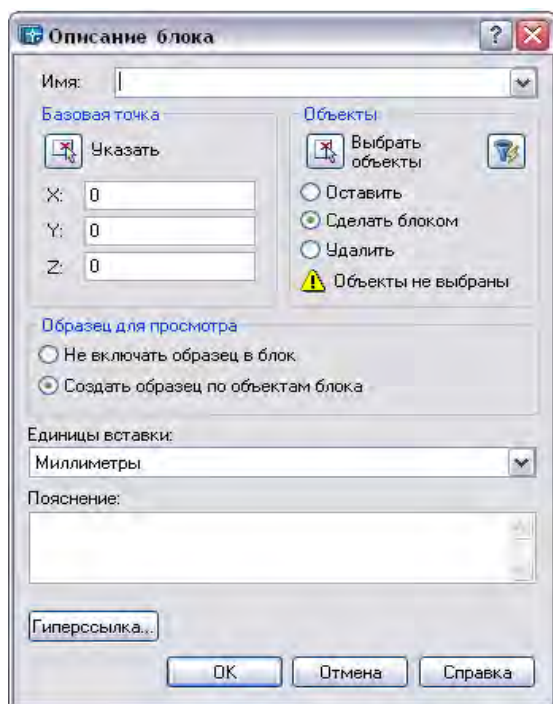 Описание блока
Имя:
Базовая точка
Указать
X: 0
Y: 0
Z: 0
Объекты
Выбрать
объекты
Оставить
Сделать блоком
Удалить
Объекты не выбраны
Образец для просмотра
Не включать образец в блок
Создать образец по объектам блока
Единицы вставки:
Миллиметры
Пояснение:
Гиперссылка...
OK Отмена Справка